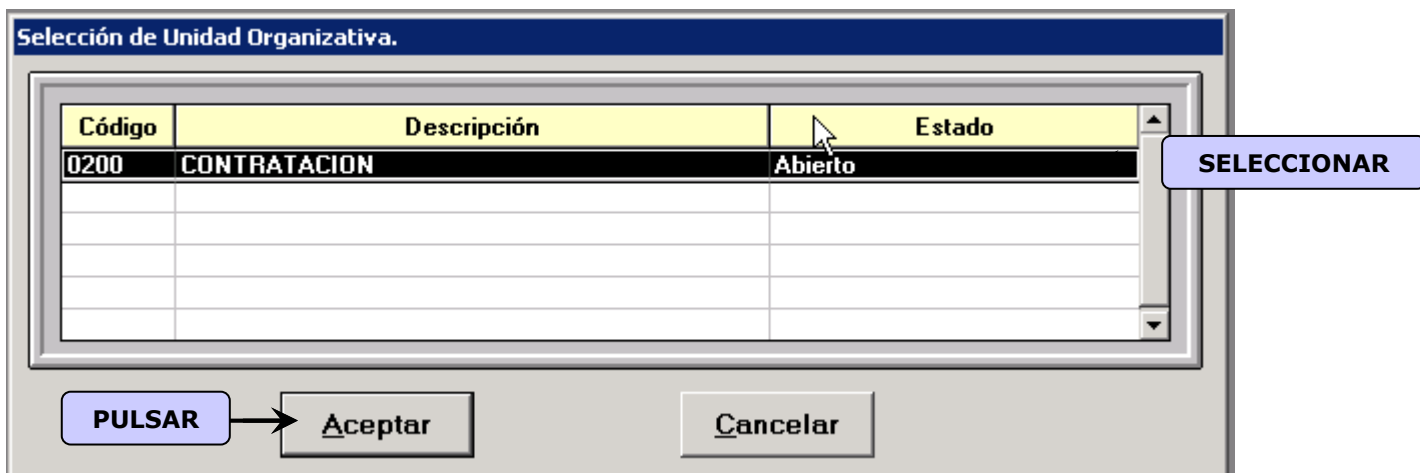 Selección de Unidad Organizativa.
Código Descripción Estado
0200 CONTRATACION Abierto
SELECCIONAR
PULSAR Aceptar Cancelar